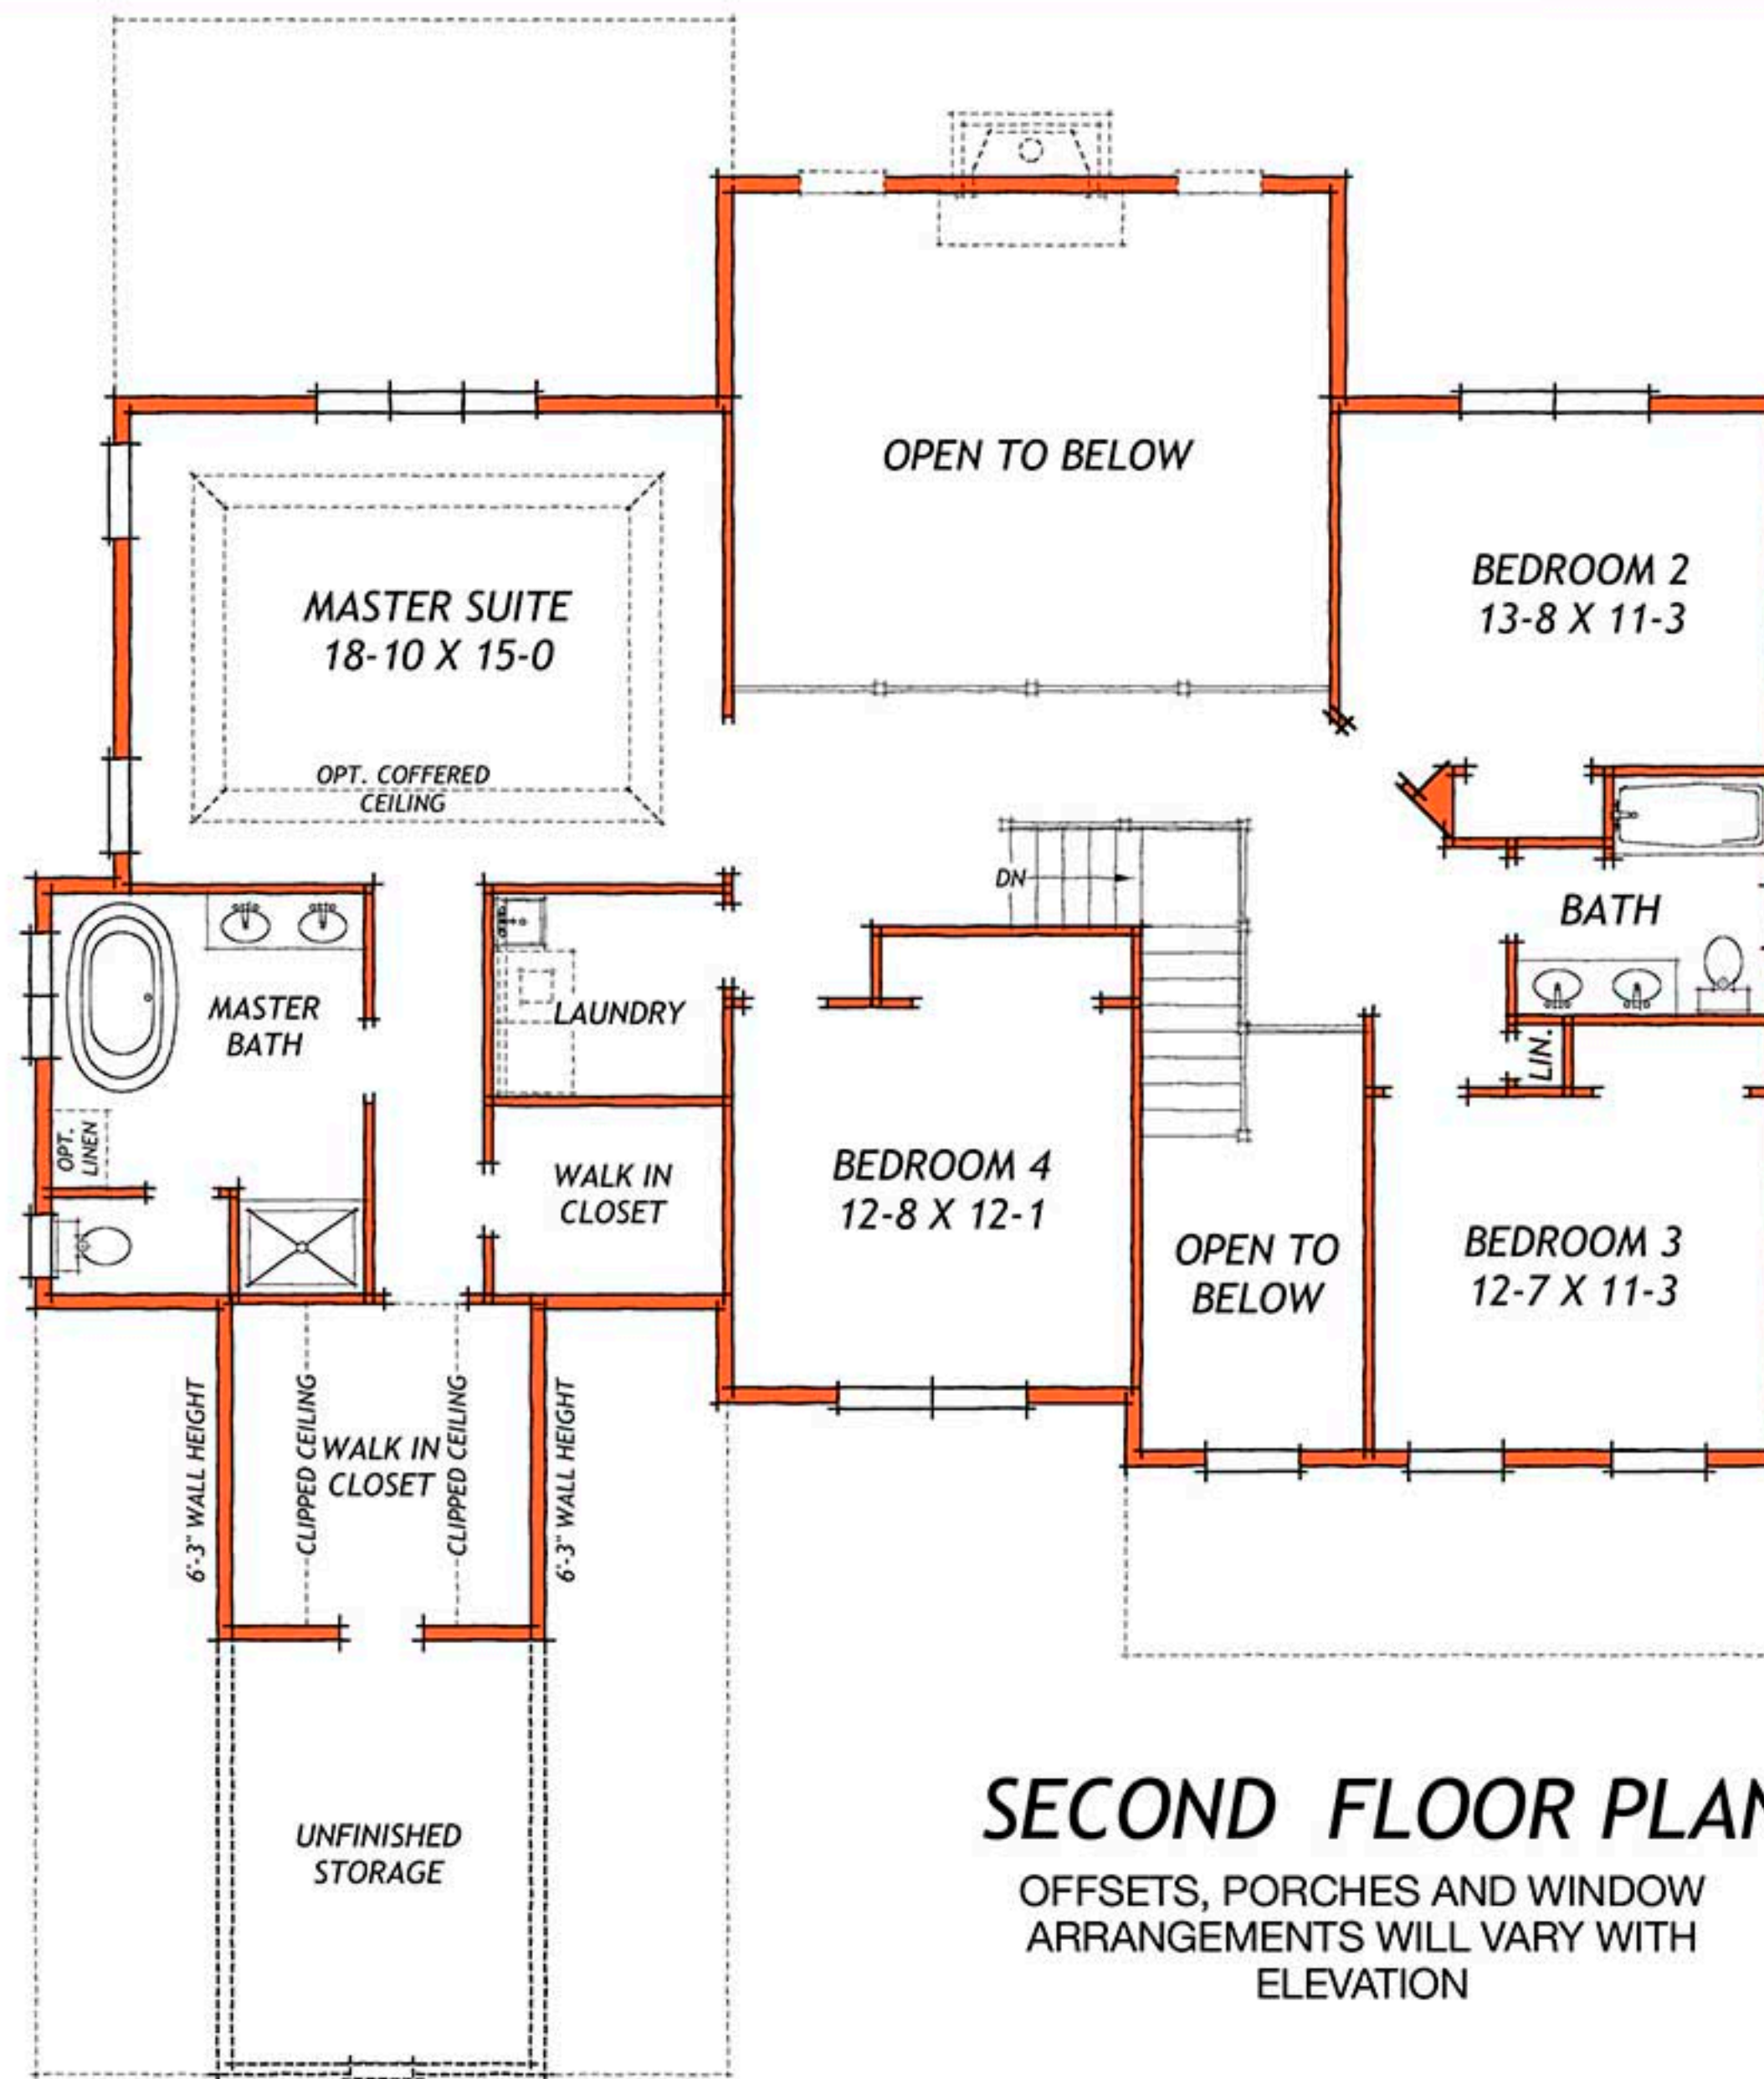 OPEN TO BELOW
MASTER SUITE
18-10 X 15-0
OPT. COFFERED
CEILING
BEDROOM 2
13-8 X 11-3
DN
BATH
MASTER
BATH
LAUNDRY
OPT.
LINEN
WALK IN
CLOSET
BEDROOM 4
12-8 X 12-1
LIN.
OPEN TO
BELOW
BEDROOM 3
12-7 X 11-3
6'-3" WALL HEIGHT
CLIPPED CEILING
WALK IN
CLOSET
CLIPPED CEILING
6'-3" WALL HEIGHT
UNFINISHED
STORAGE
SECOND FLOOR PLAN
OFFSETS, PORCHES AND WINDOW
ARRANGEMENTS WILL VARY WITH
ELEVATION